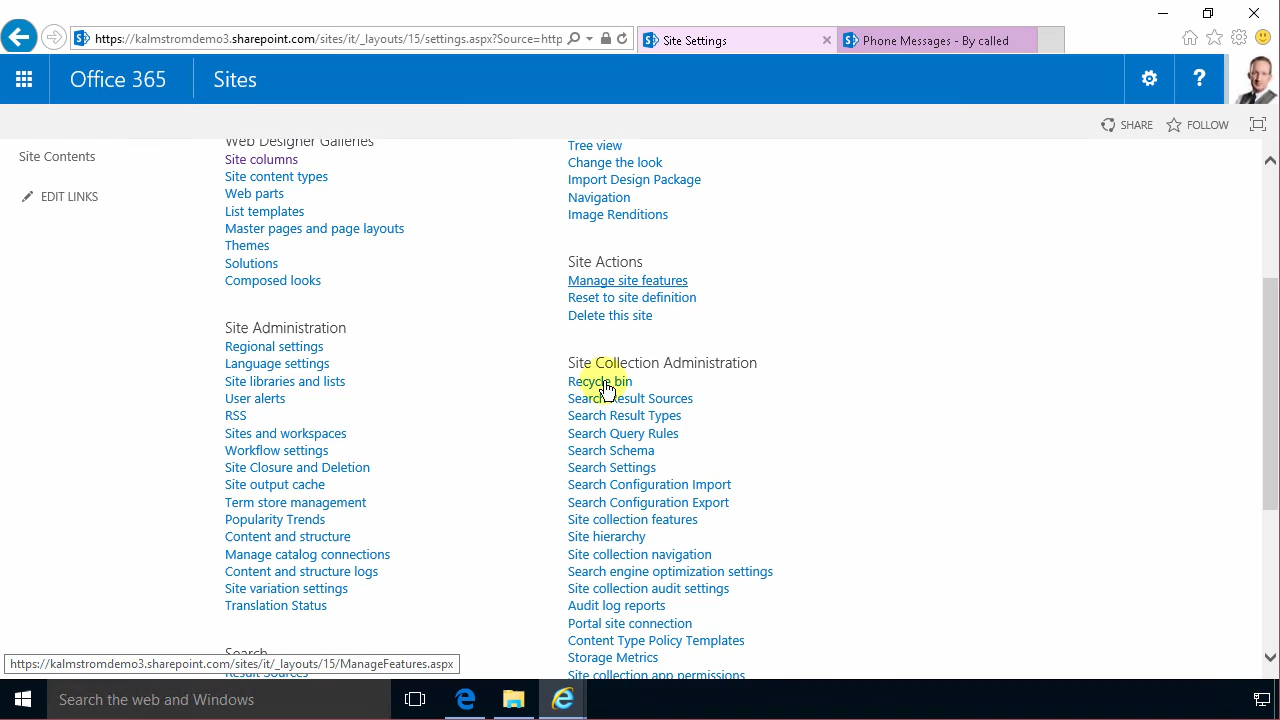 https://kalmstromdemo3.sharepoint.com/sites/it/_layouts/15/settings.aspx?Source=http
Site Settings
Phone Messages - By called
Office 365
Sites
?
SHARE
FOLLOW
Site Contents
EDIT LINKS
Web Designer Galleries
Site columns
Site content types
Web parts
List templates
Master pages and page layouts
Themes
Solutions
Composed looks
Site Administration
Regional settings
Language settings
Site libraries and lists
User alerts
RSS
Sites and workspaces
Workflow settings
Site Closure and Deletion
Site output cache
Term store management
Popularity Trends
Content and structure
Manage catalog connections
Content and structure logs
Site variation settings
Translation Status
Search
Result Sources
Tree view
Change the look
Import Design Package
Navigation
Image Renditions
Site Actions
Manage site features
Reset to site definition
Delete this site
Site Collection Administration
Recycle bin
Search Result Sources
Search Result Types
Search Query Rules
Search Schema
Search Settings
Search Configuration Import
Search Configuration Export
Site collection features
Site hierarchy
Site collection navigation
Search engine optimization settings
Site collection audit settings
Audit log reports
Portal site connection
Content Type Policy Templates
Storage Metrics
Site collection app permissions
https://kalmstromdemo3.sharepoint.com/sites/it/_layouts/15/ManageFeatures.aspx
Search the web and Windows